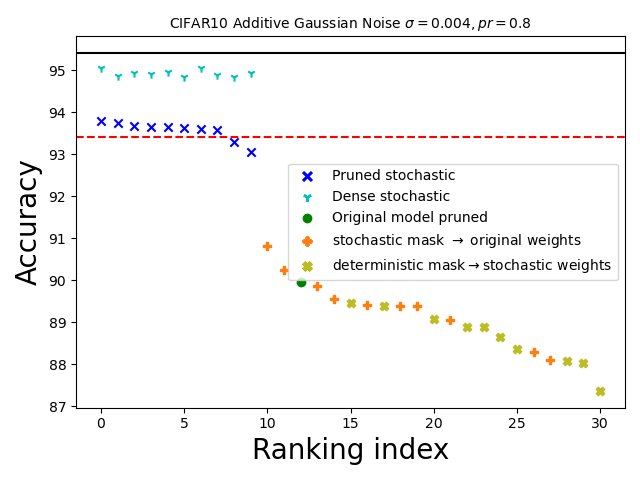 CIFAR10 Additive Gaussian Noise σ = 0.004, pr = 0.8
Accuracy
95
94
93
92
91
90
89
88
87
Pruned stochastic
Dense stochastic
Original model pruned
stochastic mask → original weights
deterministic mask → stochastic weights
0 5 10 15 20 25 30
Ranking index